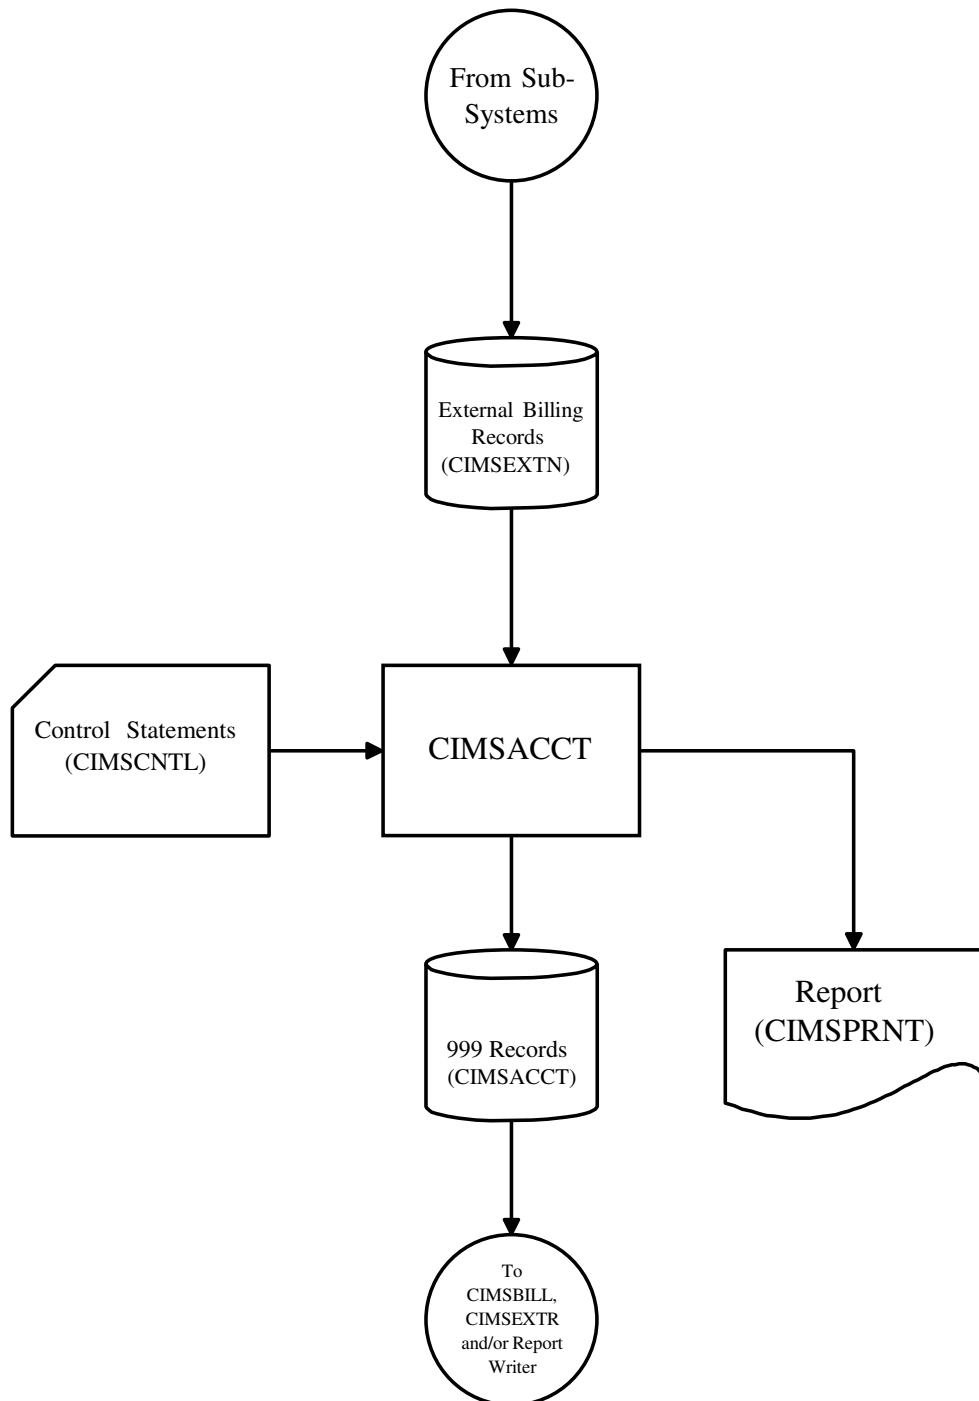 From Sub-
Systems
External Billing
Records
(CIMSEXTN)
Control Statements
(CIMSCNTL)
CIMSACCT
999 Records
(CIMSACCT)
Report
(CIMSPRNT)
To
CIMSBILL,
CIMSEXTR
and/or Report
Writer